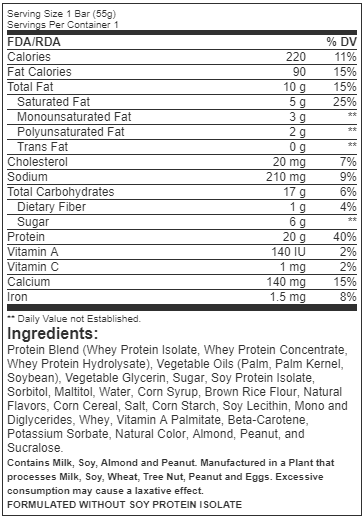 Serving Size 1 Bar (55g)
Servings Per Container 1
FDA/RDA % DV
Calories 220 11%
Fat Calories 90 15%
Total Fat 10 g 15%
Saturated Fat 5 g 25%
Monounsaturated Fat 3 g **
Polyunsaturated Fat 2 g **
Trans Fat 0 g **
Cholesterol 20 mg 7%
Sodium 210 mg 9%
Total Carbohydrates 17 g 6%
Dietary Fiber 1 g 4%
Sugar 6 g **
Protein 20 g 40%
Vitamin A 140 IU 2%
Vitamin C 1 mg 2%
Calcium 140 mg 15%
Iron 1.5 mg 8%
** Daily Value not Established.
Ingredients:
Protein Blend (Whey Protein Isolate, Whey Protein Concentrate,
Whey Protein Hydrolysate), Vegetable Oils (Palm, Palm Kernel,
Soybean), Vegetable Glycerin, Sugar, Soy Protein Isolate,
Sorbitol, Maltitol, Water, Corn Syrup, Brown Rice Flour, Natural
Flavors, Corn Cereal, Salt, Corn Starch, Soy Lecithin, Mono and
Diglycerides, Whey, Vitamin A Palmitate, Beta-Carotene,
Potassium Sorbate, Natural Color, Almond, Peanut, and
Sucralose.
Contains Milk, Soy, Almond and Peanut. Manufactured in a Plant that
processes Milk, Soy, Wheat, Tree Nut, Peanut and Eggs. Excessive
consumption may cause a laxative effect.
FORMULATED WITHOUT SOY PROTEIN ISOLATE